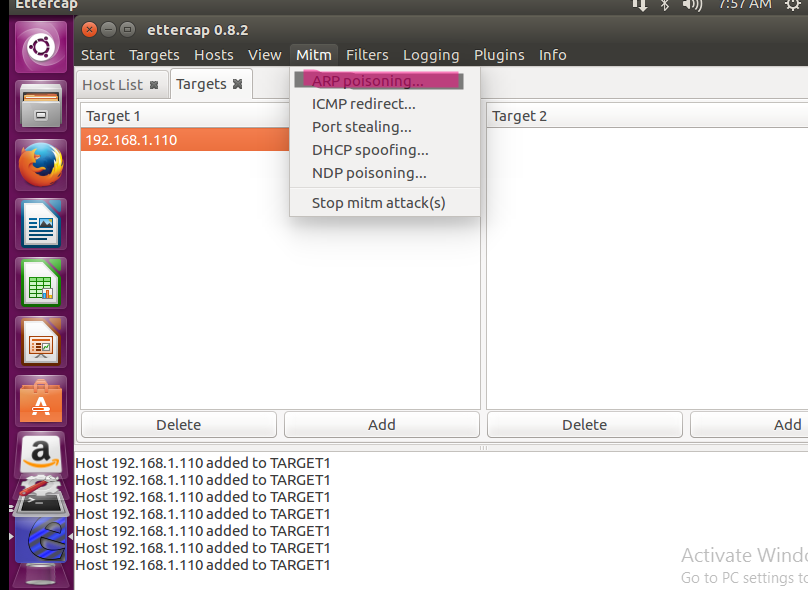 Ettercap
7:57 AM
ettercap 0.8.2
Start Targets Hosts View Mitm Filters Logging Plugins Info
Host List Targets
ARP poisoning...
ICMP redirect...
Port stealing...
DHCP spoofing...
NDP poisoning...
Stop mitm attack(s)
Target 1
192.168.1.110
Target 2
Delete Add Delete Add
Host 192.168.1.110 added to TARGET1
Host 192.168.1.110 added to TARGET1
Host 192.168.1.110 added to TARGET1
Host 192.168.1.110 added to TARGET1
Host 192.168.1.110 added to TARGET1
Host 192.168.1.110 added to TARGET1
Host 192.168.1.110 added to TARGET1
Activate Windo
Go to PC settings to